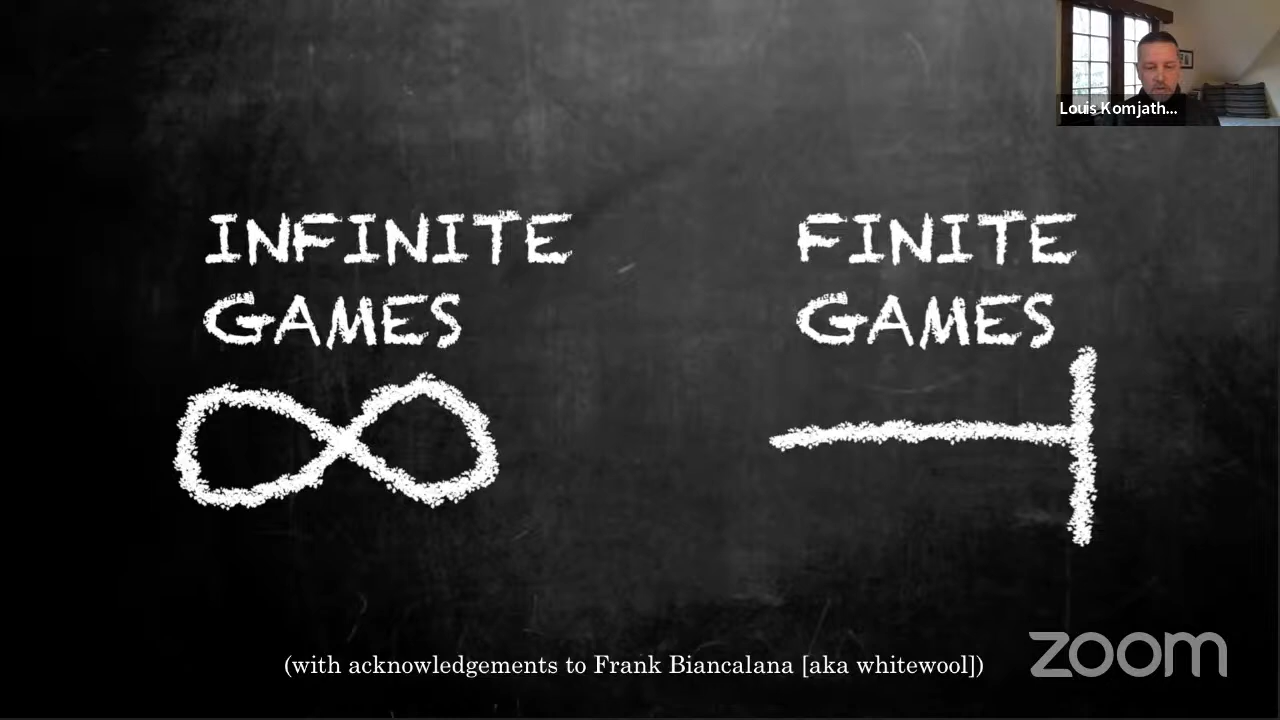 Louis Komjath...
INFINITE
GAMES
FINITE
GAMES
(with acknowledgements to Frank Biancalana [aka whitewool])
zoom